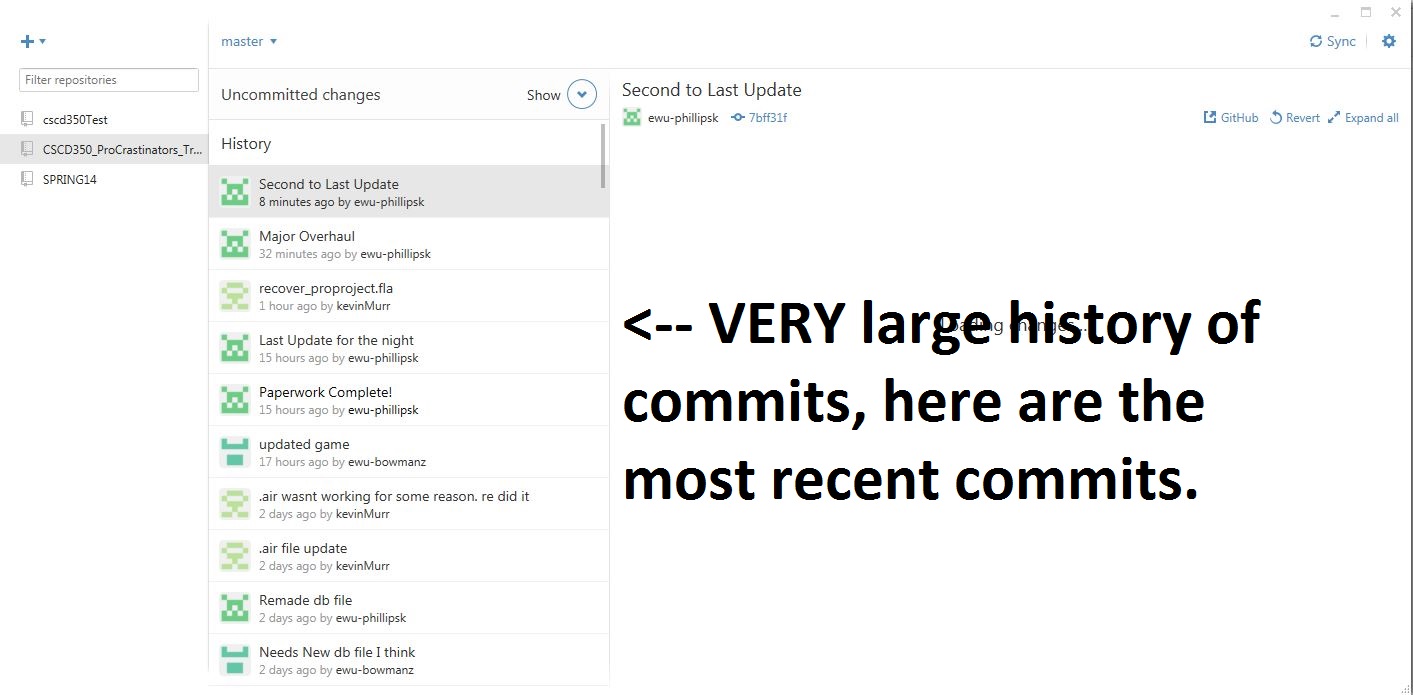 master
Sync
Filter repositories
cscd350Test
CSCD350_ProCrastinators_Tr...
SPRING14
Uncommitted changes
Show
History
Second to Last Update
8 minutes ago by ewu-phillipsk
Major Overhaul
32 minutes ago by ewu-phillipsk
recover_proproject.fla
1 hour ago by kevinMurr
Last Update for the night
15 hours ago by ewu-phillipsk
Paperwork Complete!
15 hours ago by ewu-phillipsk
updated game
17 hours ago by ewu-bowmanz
.air wasnt working for some reason. re did it
2 days ago by kevinMurr
.air file update
2 days ago by kevinMurr
Remade db file
2 days ago by ewu-phillipsk
Needs New db file I think
2 days ago by ewu-bowmanz
Second to Last Update
ewu-phillipsk 7bff31f
GitHub Revert Expand all
Loading changes...
<-- VERY large history of
commits, here are the
most recent commits.